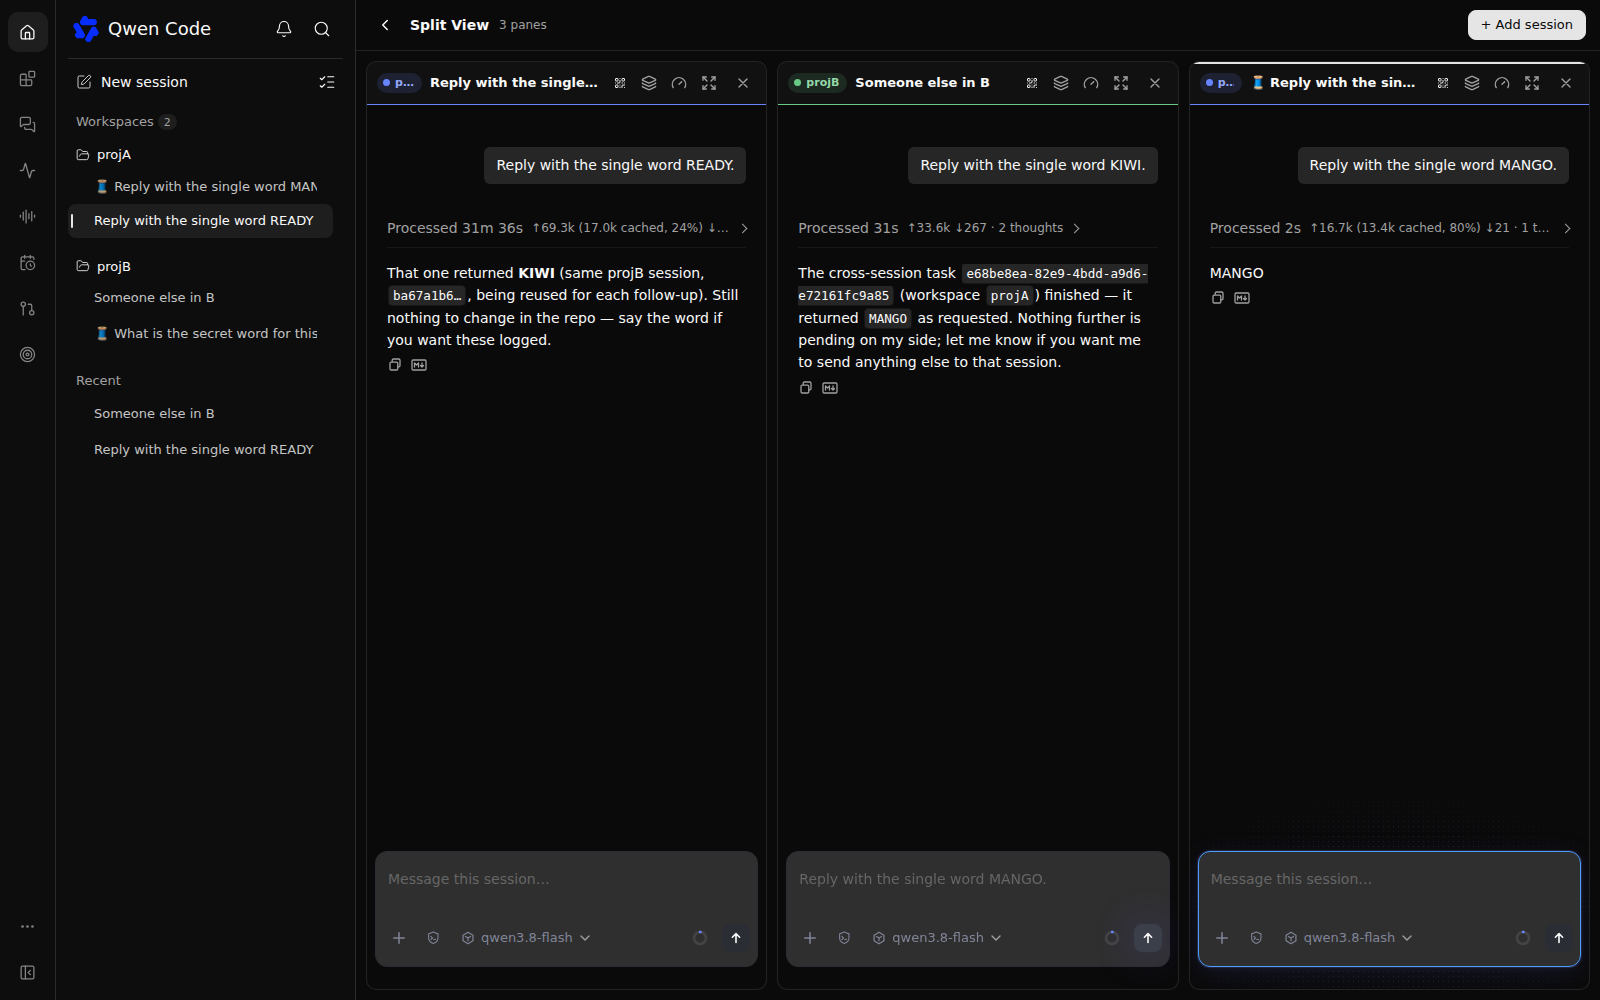 Qwen Code
New session
Workspaces 2
projA
Reply with the single word MAN
Reply with the single word READY
projB
Someone else in B
What is the secret word for this
Recent
Someone else in B
Reply with the single word READY
Split View 3 panes
+ Add session
p... Reply with the single...
Reply with the single word READY.
Processed 31m 36s ↑69.3k (17.0k cached, 24%) ↓...
That one returned KIWI (same projB session,
ba67a1b6…, being reused for each follow-up). Still
nothing to change in the repo — say the word if
you want these logged.
Message this session...
qwen3.8-flash
projB Someone else in B
Reply with the single word KIWI.
Processed 31s ↑33.6k ↓267 · 2 thoughts
The cross-session task e68be8ea-82e9-4bdd-a9d6-
e72161fc9a85 (workspace projA) finished — it
returned MANGO as requested. Nothing further is
pending on my side; let me know if you want me
to send anything else to that session.
Reply with the single word MANGO.
qwen3.8-flash
p... Reply with the sin...
Reply with the single word MANGO.
Processed 2s ↑16.7k (13.4k cached, 80%) ↓21 · 1 t...
MANGO
Message this session...
qwen3.8-flash